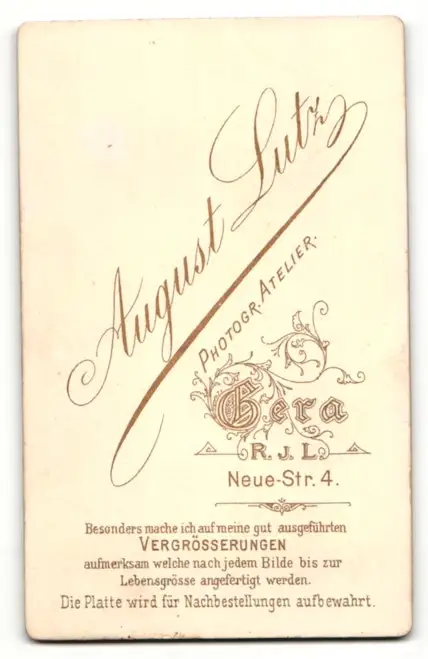 August Lutz
PHOTOGR. ATELIER.
Gera
R. J. L.
Neue-Str. 4.
Besonders mache ich auf meine gut ausgeführten
VERGRÖSSERUNGEN
aufmerksam welche nach jedem Bilde bis zur
Lebensgrösse angefertigt werden.
Die Platte wird für Nachbestellungen aufbewahrt.